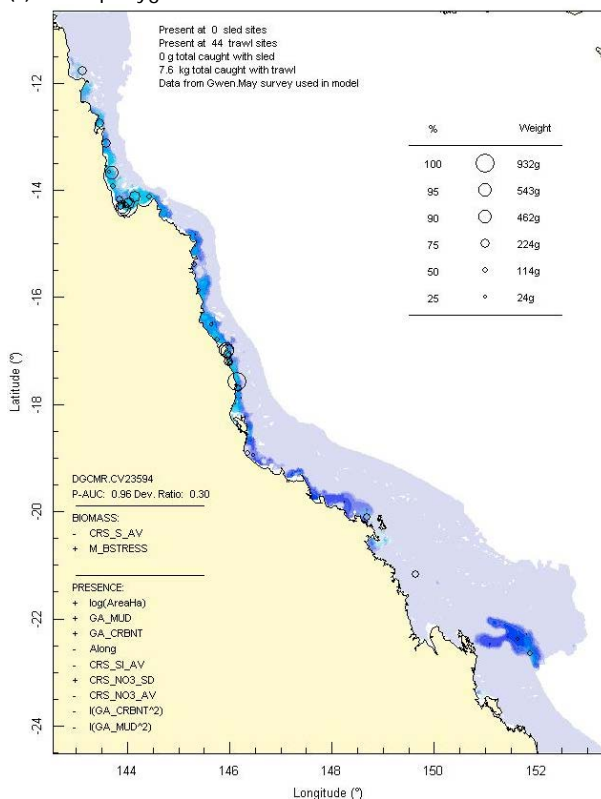 Present at 0 sled sites
Present at 44 trawl sites
0 g total caught with sled
7.6 kg total caught with trawl
Data from Gwen.May survey used in model
% Weight
100 932g
95 543g
90 462g
75 224g
50 114g
25 24g
-12
-14
-16
-18
-20
-22
-24
Latitude (°)
DGCMR.CV23594
P-AUC: 0.96 Dev. Ratio: 0.30
BIOMASS:
- CRS_S_AV
+ M_BSTRESS
PRESENCE:
+ log(AreaHa)
+ GA_MUD
+ GA_CRBNT
- Along
- CRS_SI_AV
+ CRS_NO3_SD
- CRS_NO3_AV
- I(GA_CRBNT^2)
- I(GA_MUD^2)
144 146 148 150 152
Longitude (°)